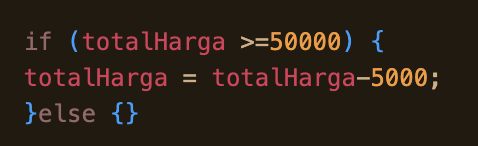 if (totalHarga >=50000) {
totalHarga = totalHarga-5000;
}else {}